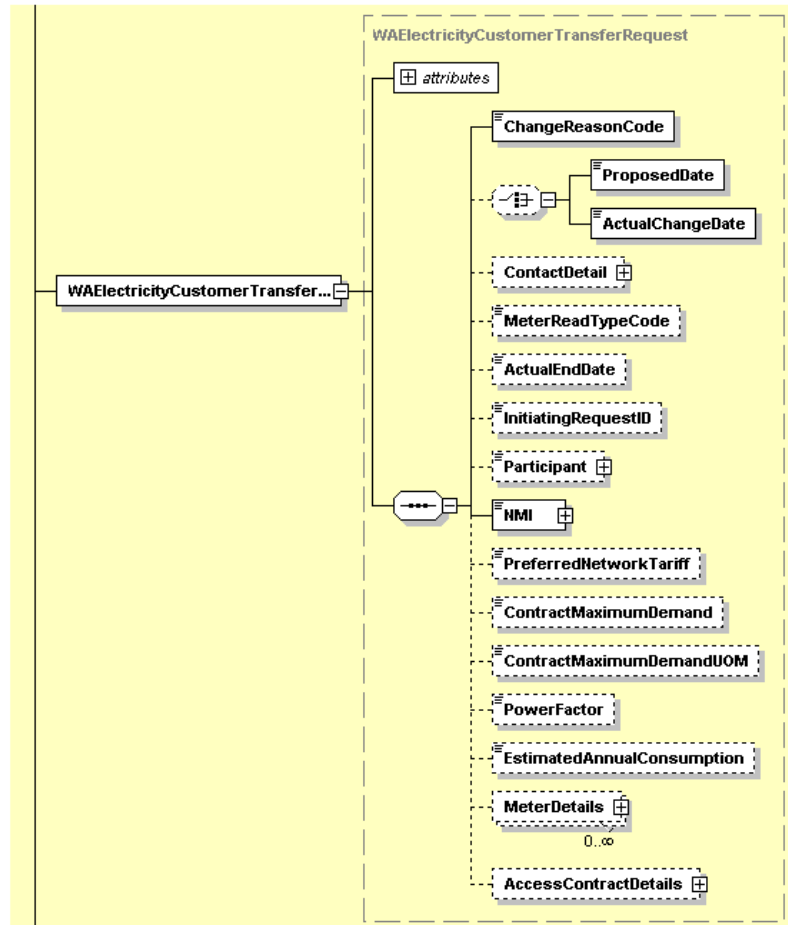 WAElectricityCustomerTransferRequest
attributes
ChangeReasonCode
ProposedDate
ActualChangeDate
ContactDetail
WAElectricityCustomerTransfer...
MeterReadTypeCode
ActualEndDate
InitiatingRequestID
Participant
NMI
PreferredNetworkTariff
ContractMaximumDemand
ContractMaximumDemandUOM
PowerFactor
EstimatedAnnualConsumption
MeterDetails
0..∞
AccessContractDetails